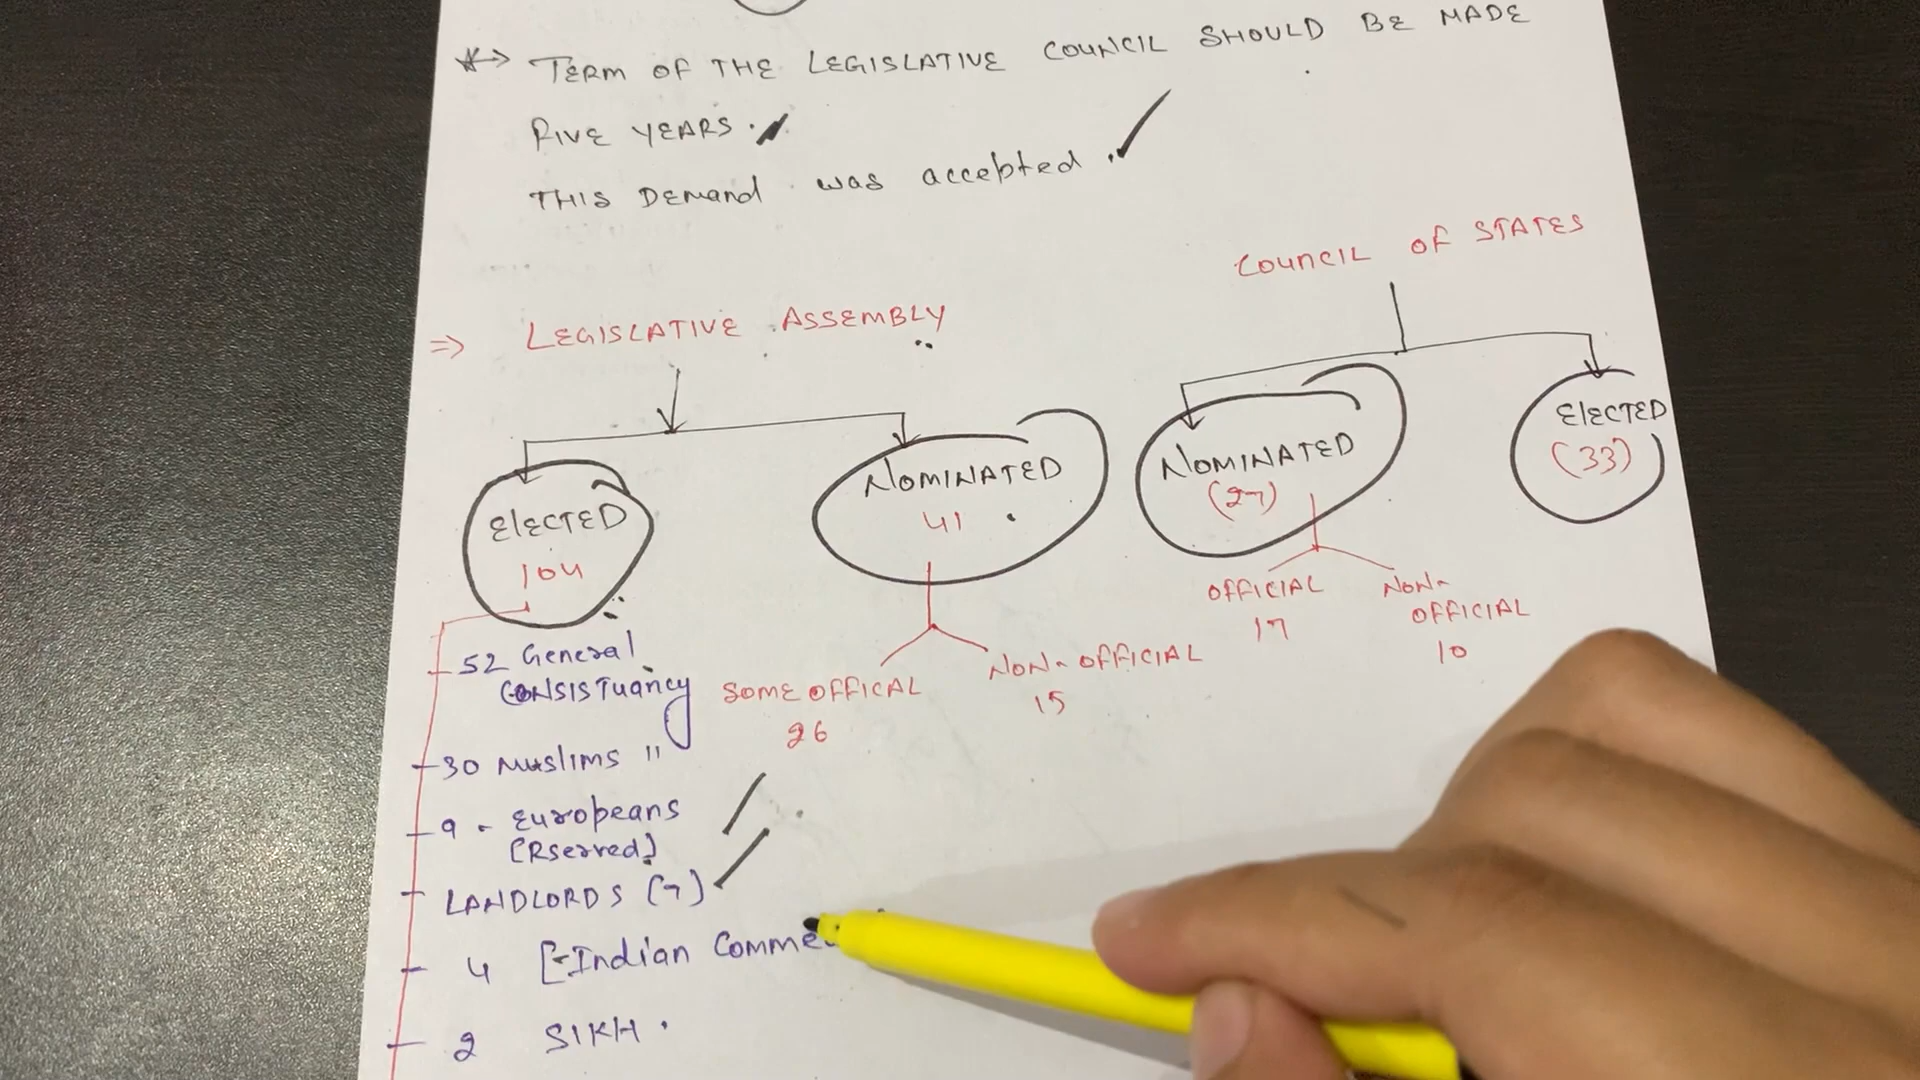 TERM OF THE LEGISLATIVE COUNCIL SHOULD BE MADE
FIVE YEARS.
THIS DEMAND was accepted.
COUNCIL OF STATES
⇒ LEGISLATIVE ASSEMBLY
ElECTED
104
NOMINATED
41
NOMINATED
(27)
ElECTED
(33)
SOME OFFICAL
26
NON-OFFICIAL
15
OFFICIAL
17
NON-
OFFICIAL
10
52 General
CONSISTuancy
30 Muslims "
9 - Europeans
[Rserred]
LANDLORDS (7)
4 [-Indian Comme
2 SIKH.